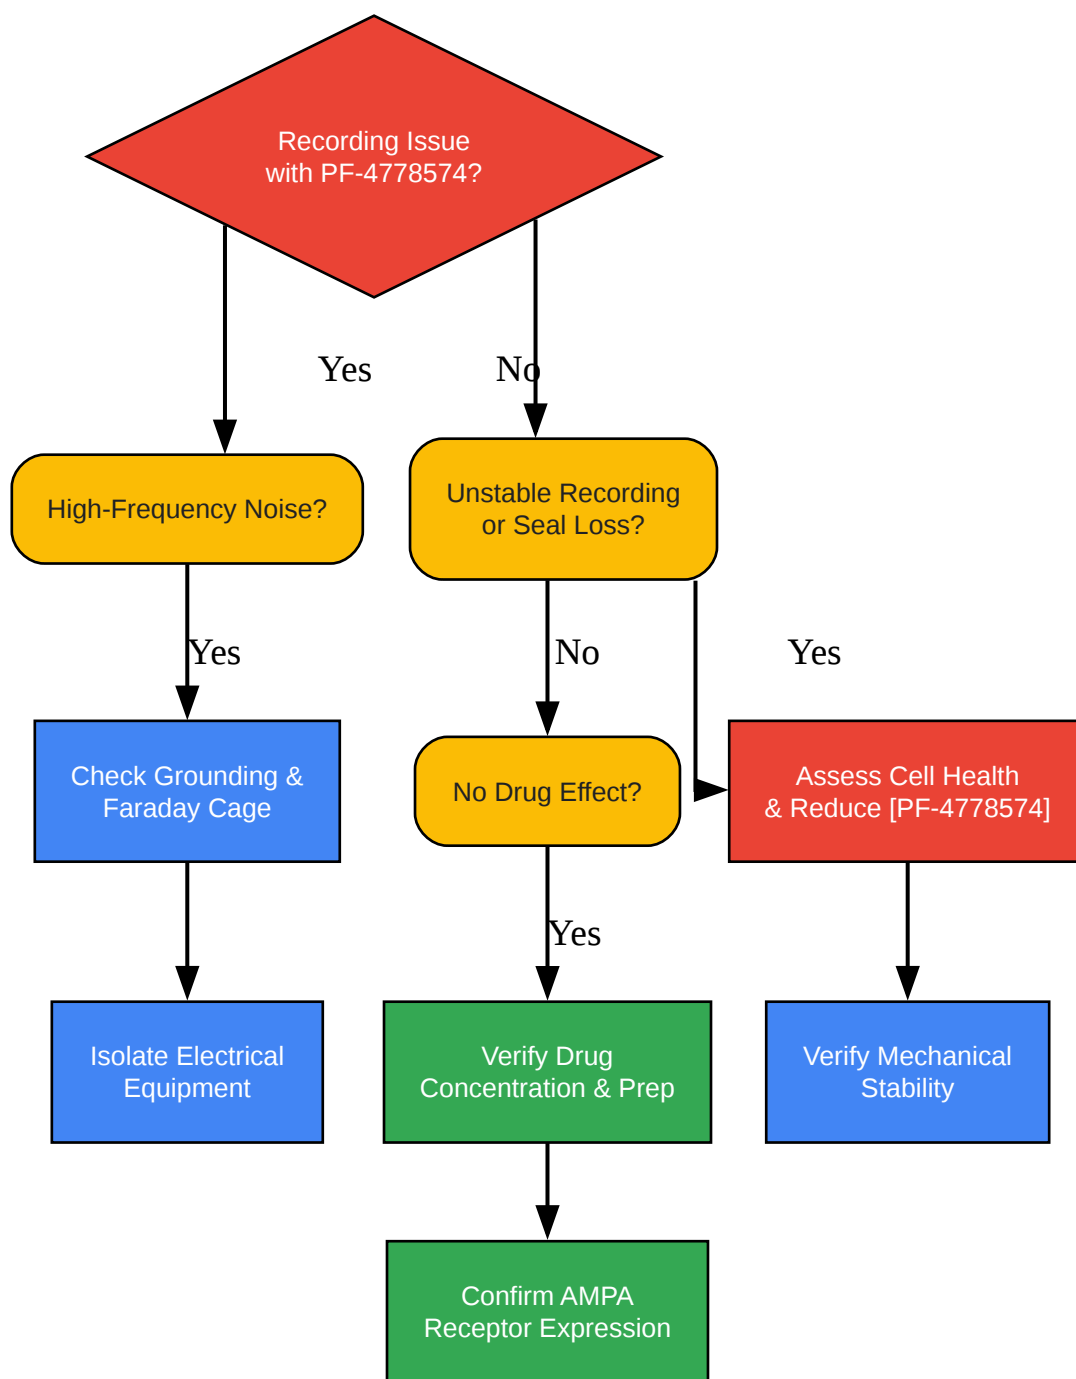 Recording Issue
with PF-4778574?
Yes
No
High-Frequency Noise?
Unstable Recording
or Seal Loss?
Yes
No
Yes
Check Grounding &
Faraday Cage
No Drug Effect?
Assess Cell Health
& Reduce [PF-4778574]
Yes
Isolate Electrical
Equipment
Verify Drug
Concentration & Prep
Verify Mechanical
Stability
Confirm AMPA
Receptor Expression